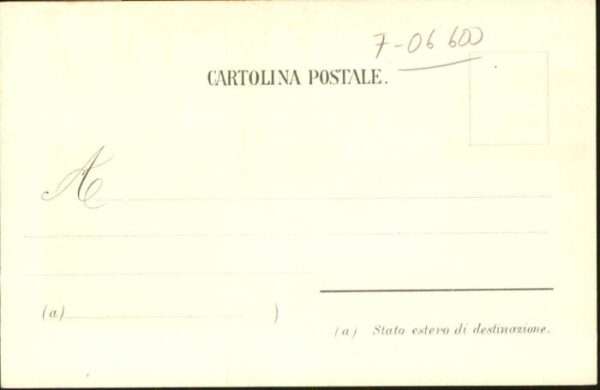 7-06 600
CARTOLINA POSTALE.
A
(a) )
(a) Stato estero di destinazione.